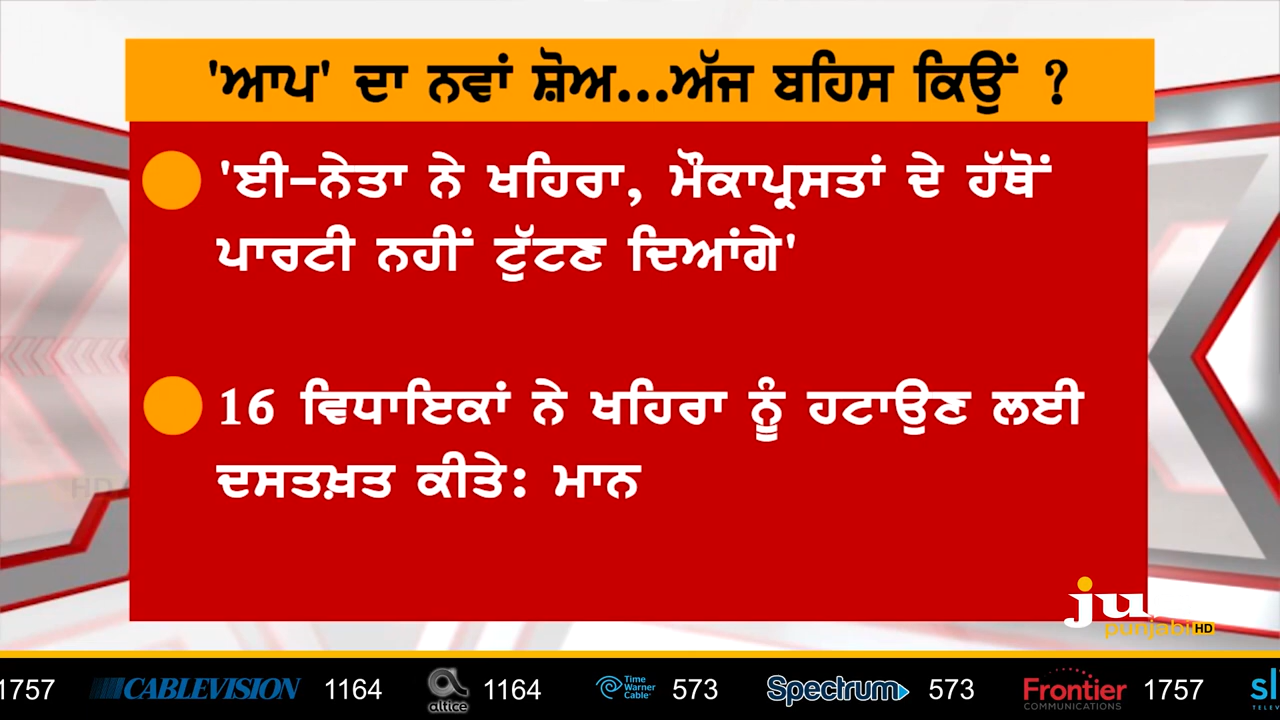 'ਆਪ' ਦਾ ਨਵਾਂ ਸ਼ੋਅ...ਅੱਜ ਬਹਿਸ ਕਿਉਂ ?
'ਈ-ਨੇਤਾ ਨੇ ਖਹਿਰਾ, ਮੌਕਾਪ੍ਰਸਤਾਂ ਦੇ ਹੱਥੋਂ
ਪਾਰਟੀ ਨਹੀਂ ਟੁੱਟਣ ਦਿਆਂਗੇ'
16 ਵਿਧਾਇਕਾਂ ਨੇ ਖਹਿਰਾ ਨੂੰ ਹਟਾਉਣ ਲਈ
ਦਸਤਖ਼ਤ ਕੀਤੇ: ਮਾਨ
punjabi HD
1757 CABLEVISION 1164 altice 1164 Time Warner Cable 573 Spectrum 573 Frontier COMMUNICATIONS 1757